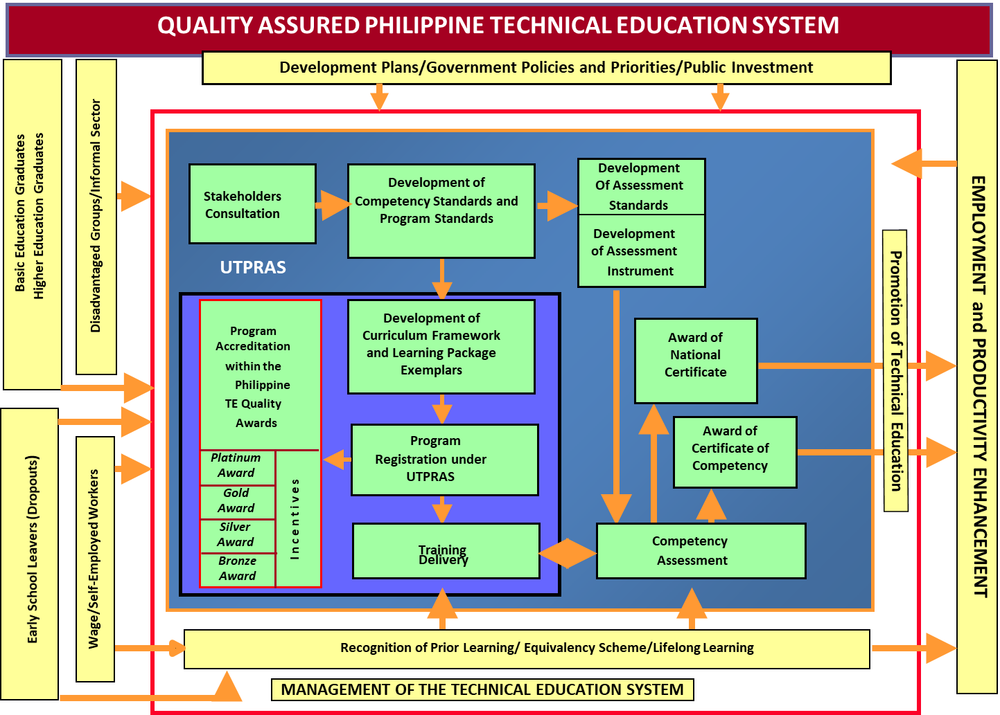 QUALITY ASSURED PHILIPPINE TECHNICAL EDUCATION SYSTEM
Development Plans/Government Policies and Priorities/Public Investment
Basic Education Graduates
Higher Education Graduates
Disadvantaged Groups/Informal Sector
Early School Leavers (Dropouts)
Wage/Self-Employed Workers
Stakeholders
Consultation
Development of
Competency Standards and
Program Standards
Development
Of Assessment
Standards
Development
of Assessment
Instrument
UTPRAS
Program
Accreditation
within the
Philippine
TE Quality
Awards
Platinum
Award
Gold
Award
Silver
Award
Bronze
Award
Incentives
Development of
Curriculum Framework
and Learning Package
Exemplars
Program
Registration under
UTPRAS
Training
Delivery
Award of
National
Certificate
Award of
Certificate of
Competency
Competency
Assessment
Promotion of Technical Education
EMPLOYMENT and PRODUCTIVITY ENHANCEMENT
Recognition of Prior Learning/ Equivalency Scheme/Lifelong Learning
MANAGEMENT OF THE TECHNICAL EDUCATION SYSTEM